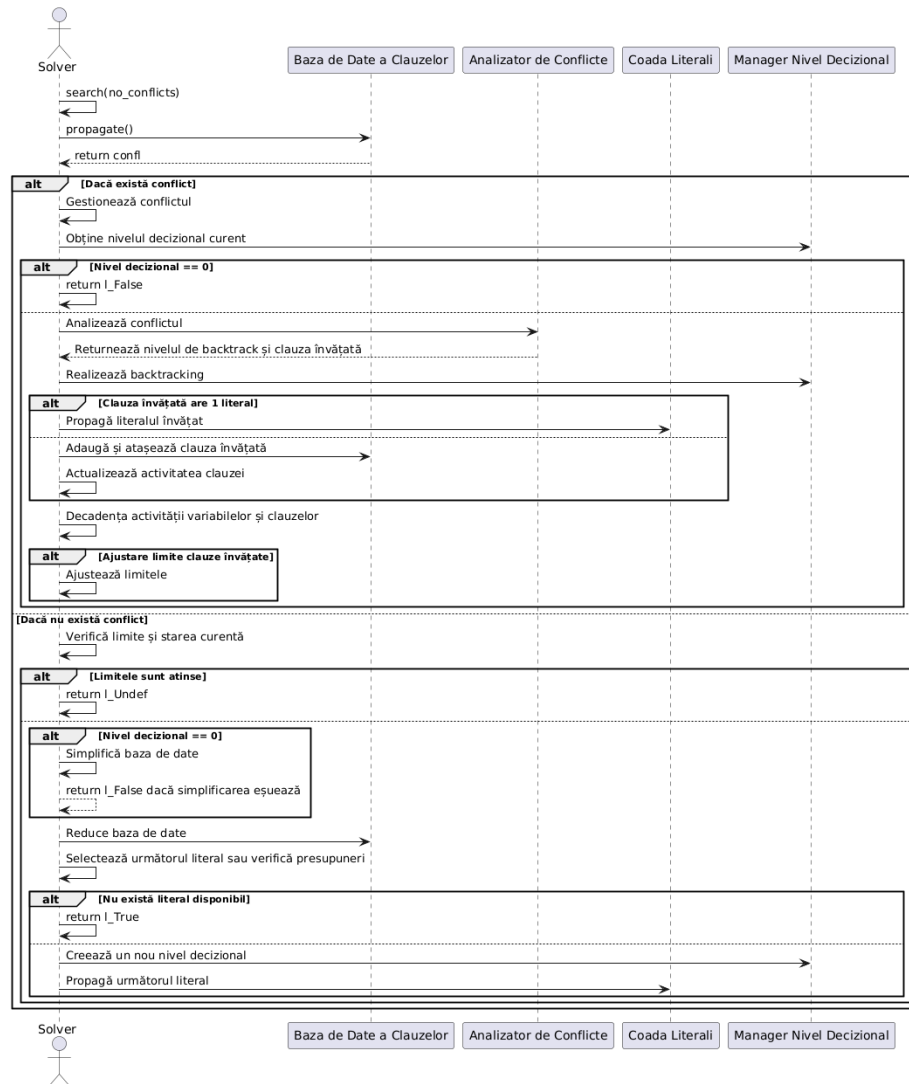 Solver
Baza de Date a Clauzelor
Analizator de Conflicte
Coada Literali
Manager Nivel Decizional
search(no_conflicts)
propagate()
return confl
alt [Dacă există conflict]
Gestionează conflictul
Obține nivelul decizional curent
alt [Nivel decizional == 0]
return l_False
Analizează conflictul
Returnează nivelul de backtrack și clauza învățată
Realizează backtracking
alt [Clauza învățată are 1 literal]
Propagă literalul învățat
Adaugă și atașează clauza învățată
Actualizează activitatea clauzei
Decadența activității variabilelor și clauzelor
alt [Ajustare limite clauze învățate]
Ajustează limitele
[Dacă nu există conflict]
Verifică limite și starea curentă
alt [Limitele sunt atinse]
return l_Undef
alt [Nivel decizional == 0]
Simplifică baza de date
return l_False dacă simplificarea eșuează
Reduce baza de date
Selectează următorul literal sau verifică presupuneri
alt [Nu există literal disponibil]
return l_True
Creează un nou nivel decizional
Propagă următorul literal
Solver
Baza de Date a Clauzelor
Analizator de Conflicte
Coada Literali
Manager Nivel Decizional